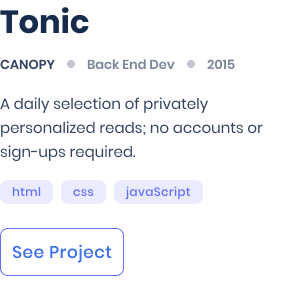 Tonic
CANOPY Back End Dev 2015
A daily selection of privately
personalized reads; no accounts or
sign-ups required.
html css javaScript
See Project